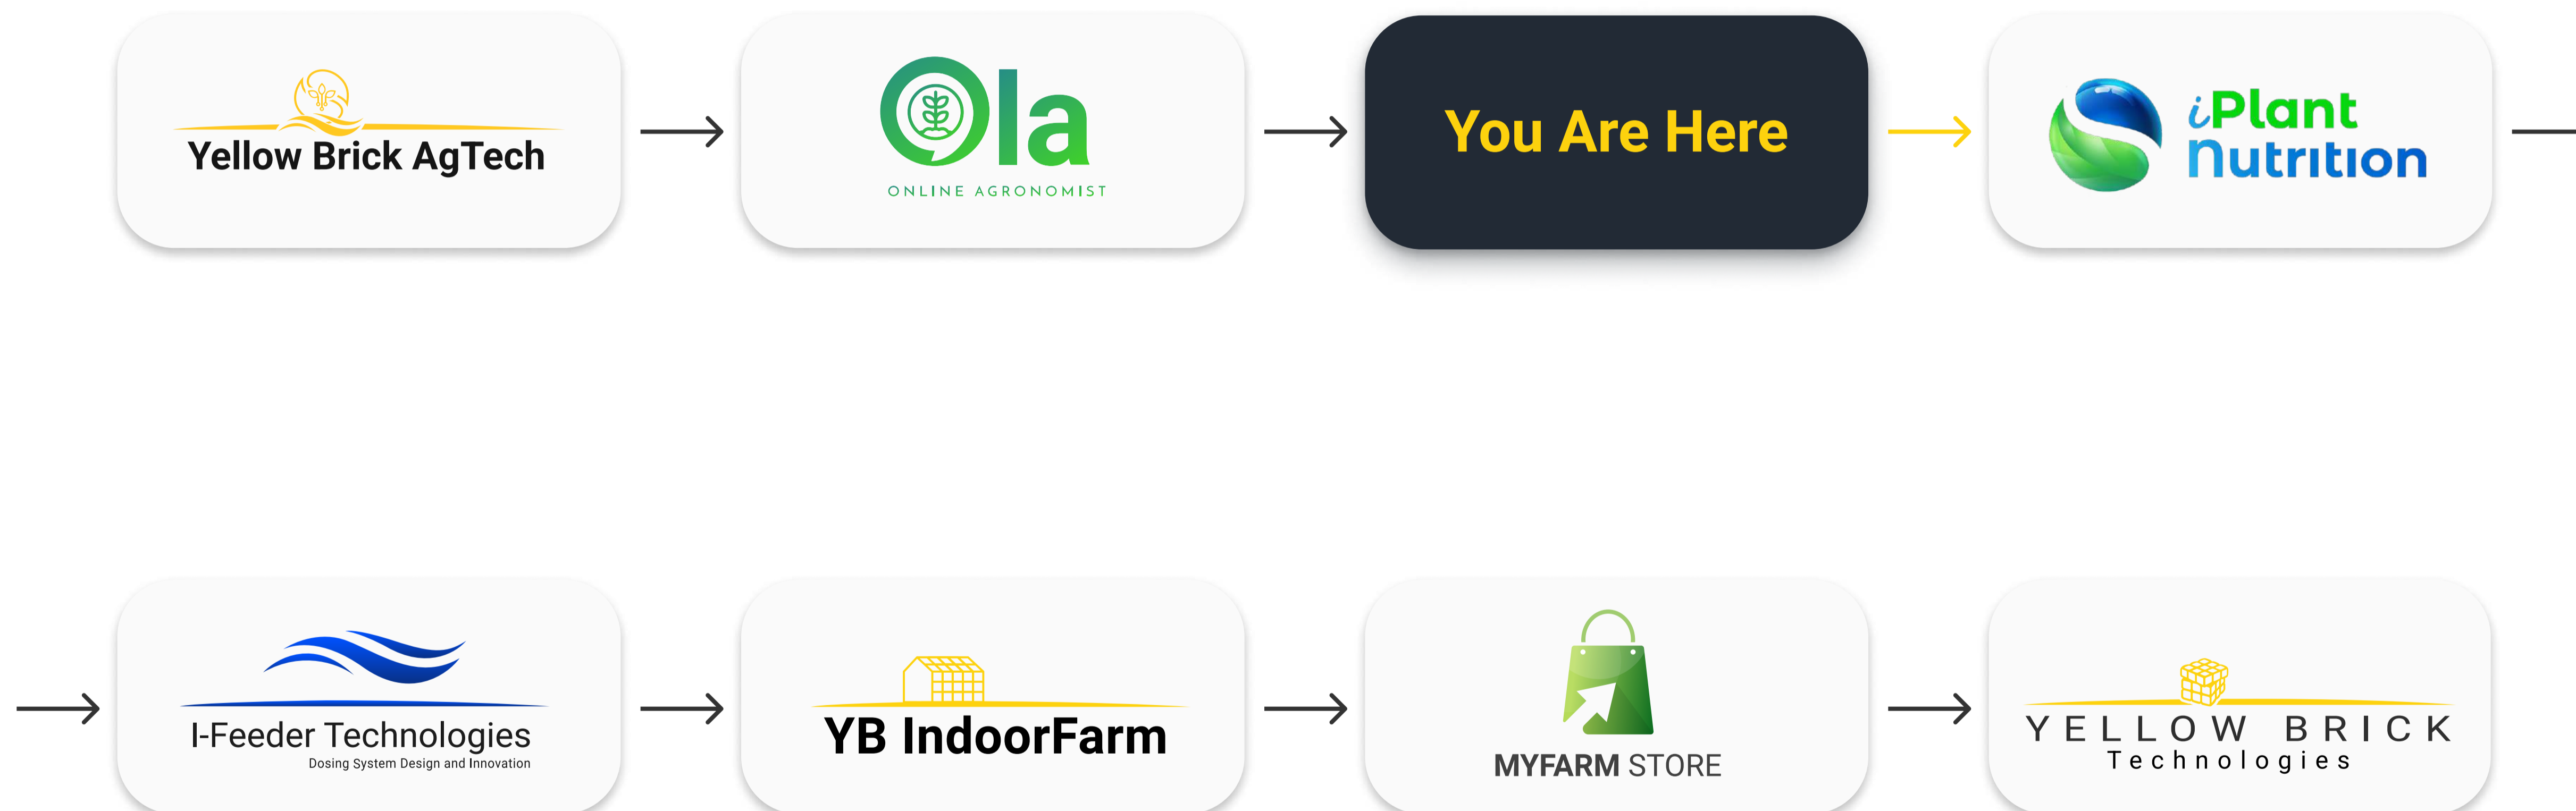 Yellow Brick AgTech
Ola
ONLINE AGRONOMIST
You Are Here
iPlant
Nutrition
I-Feeder Technologies
Dosing System Design and Innovation
YB IndoorFarm
MYFARM STORE
YELLOW BRICK
Technologies